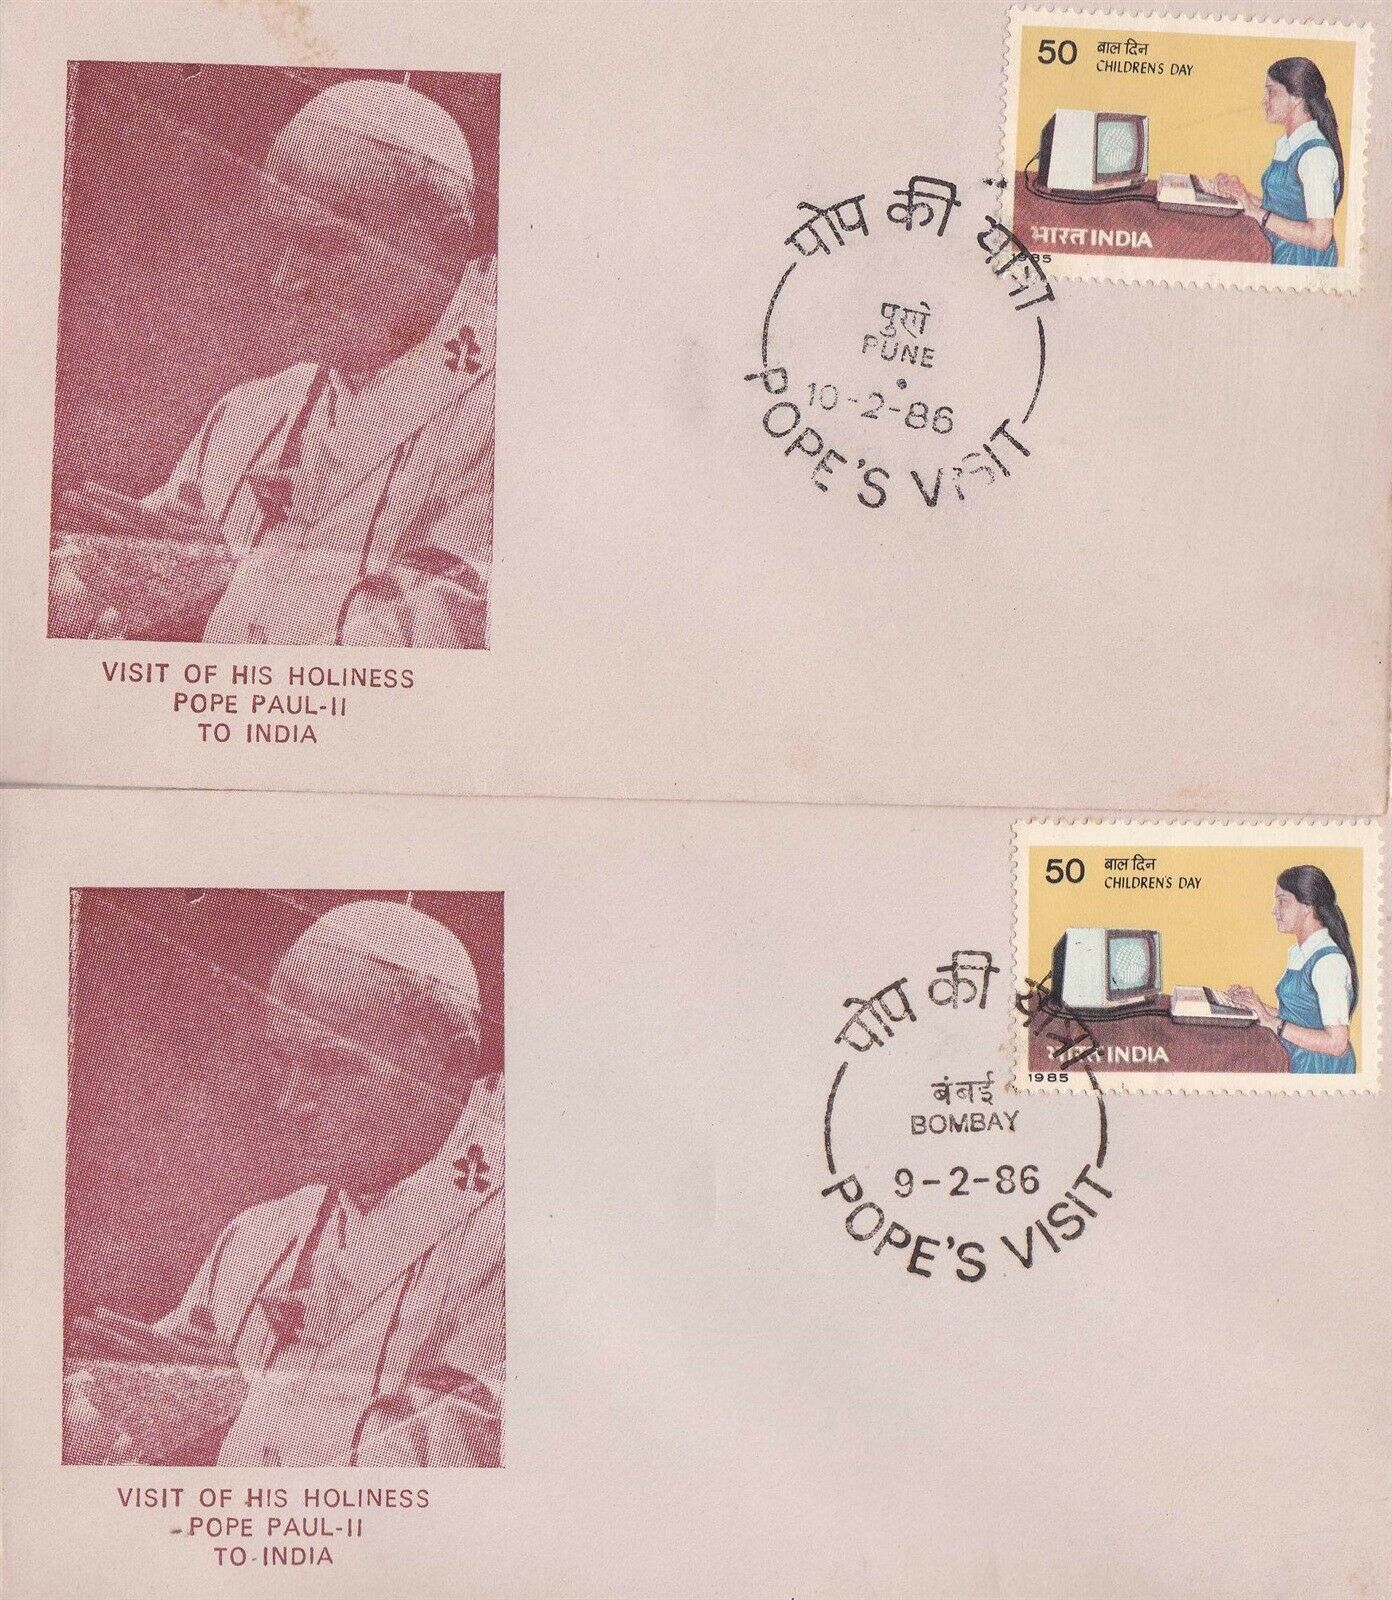 50 बाल दिन
CHILDREN'S DAY
भारत INDIA
1985
पोप की यात्रा
पुणे
PUNE
10-2-86
POPE'S VISIT
VISIT OF HIS HOLINESS
POPE PAUL-II
TO INDIA
50 बाल दिन
CHILDREN'S DAY
भारत INDIA
1985
पोप की यात्रा
बंबई
BOMBAY
9-2-86
POPE'S VISIT
VISIT OF HIS HOLINESS
POPE PAUL-II
TO INDIA